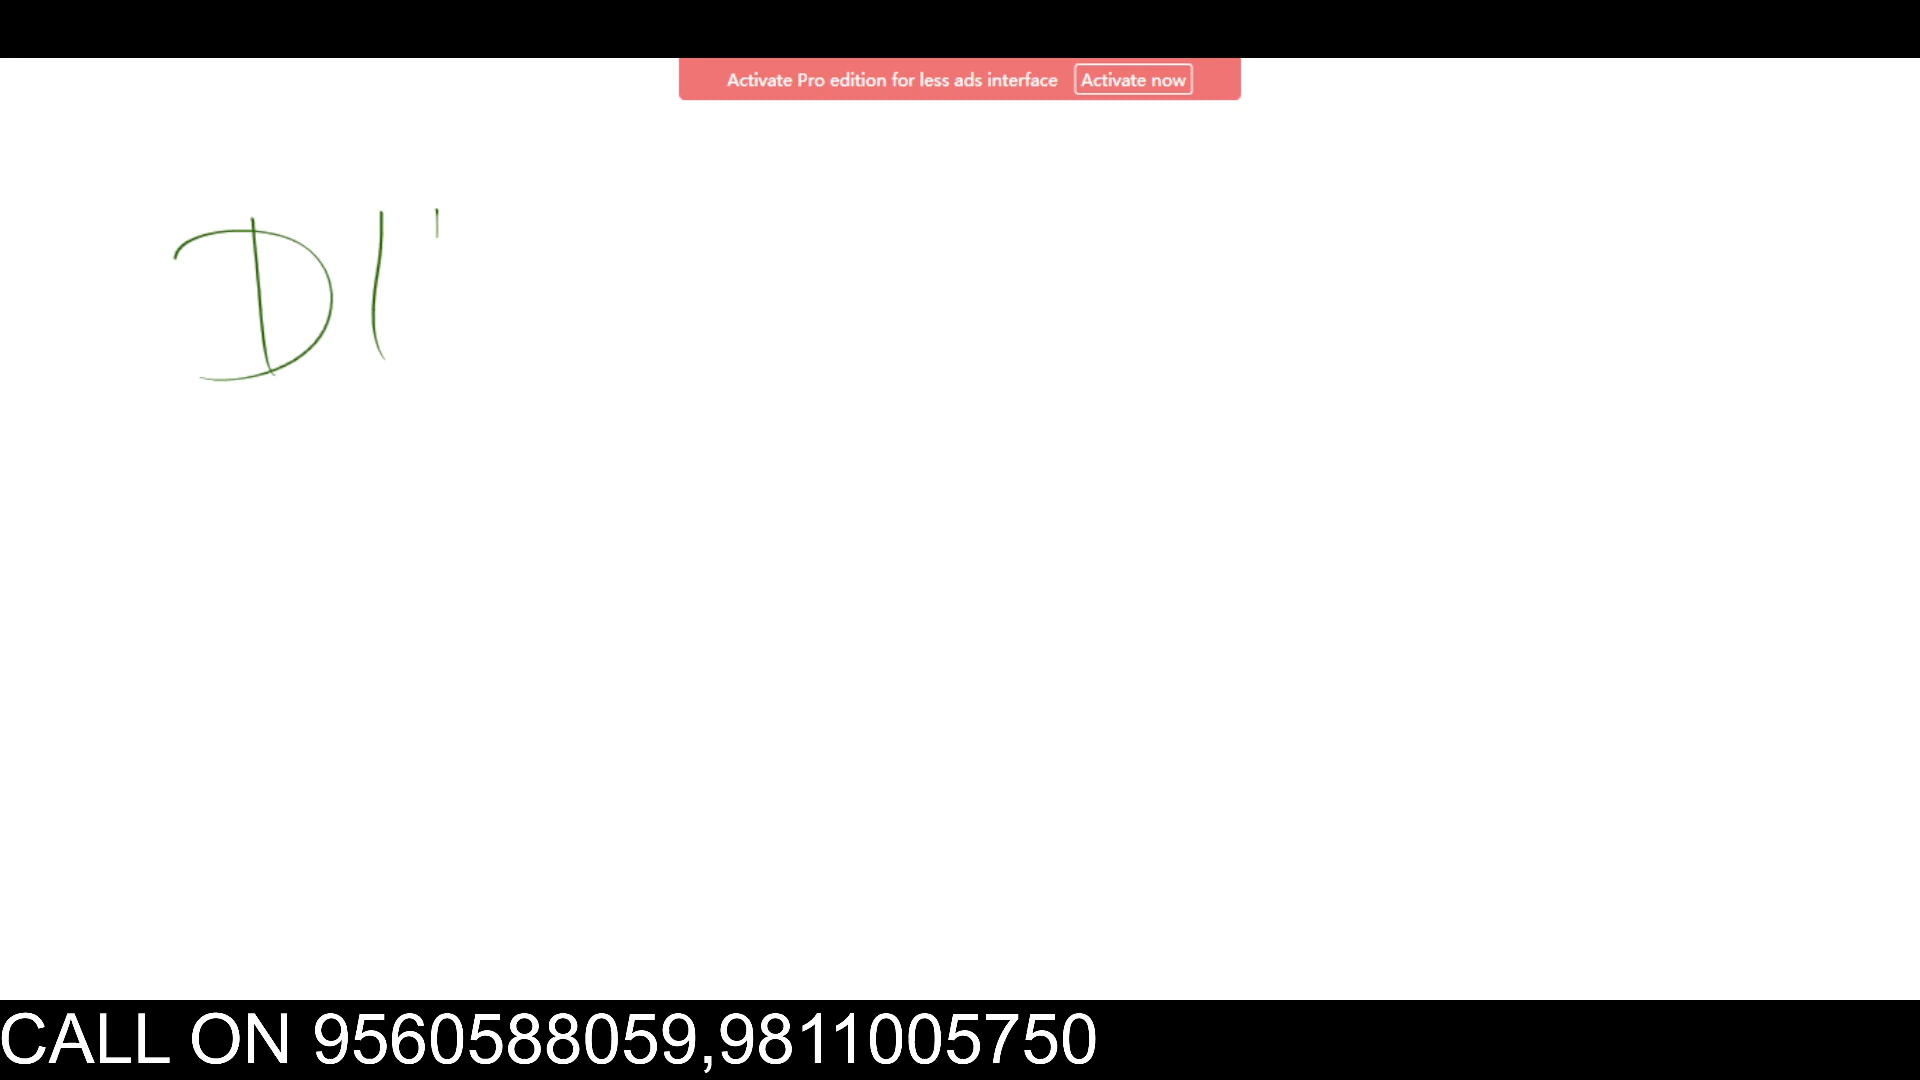 Activate Pro edition for less ads interface Activate now
D
CALL ON 9560588059,9811005750